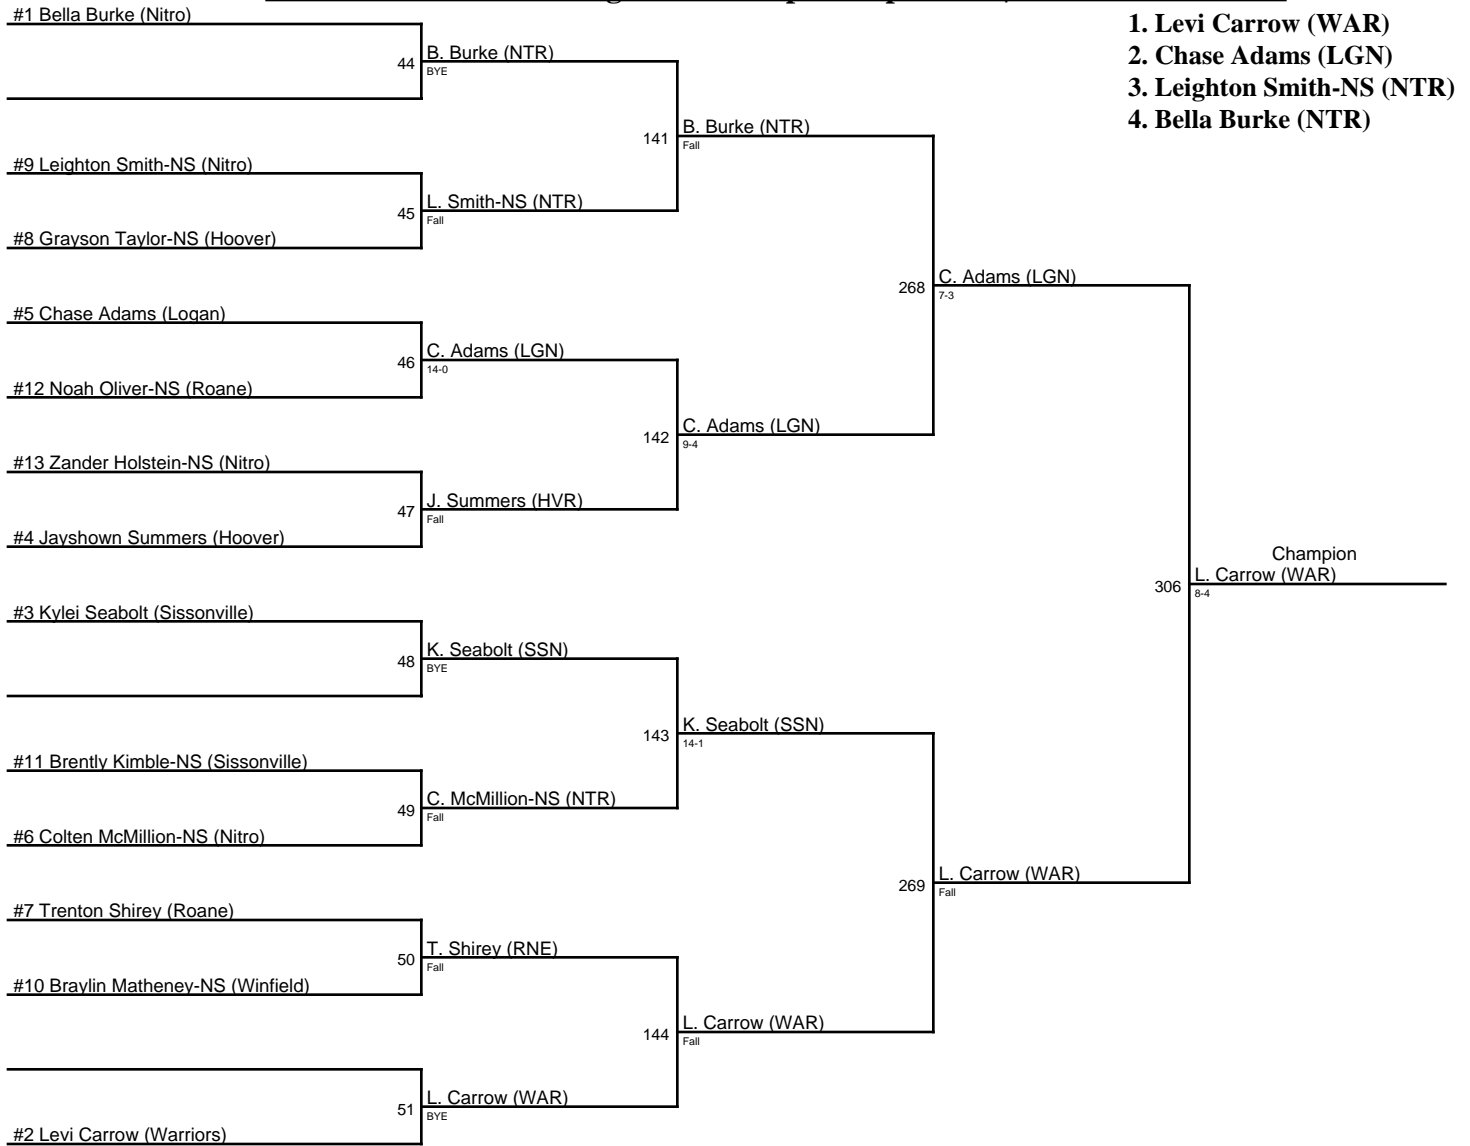 #1 Bella Burke (Nitro)
1. Levi Carrow (WAR)
2. Chase Adams (LGN)
3. Leighton Smith-NS (NTR)
4. Bella Burke (NTR)
44
B. Burke (NTR)
BYE
141
B. Burke (NTR)
Fall
#9 Leighton Smith-NS (Nitro)
45
L. Smith-NS (NTR)
Fall
#8 Grayson Taylor-NS (Hoover)
268
C. Adams (LGN)
7-3
#5 Chase Adams (Logan)
46
C. Adams (LGN)
14-0
#12 Noah Oliver-NS (Roane)
142
C. Adams (LGN)
9-4
#13 Zander Holstein-NS (Nitro)
47
J. Summers (HVR)
Fall
#4 Jayshown Summers (Hoover)
Champion
306
L. Carrow (WAR)
8-4
#3 Kylei Seabolt (Sissonville)
48
K. Seabolt (SSN)
BYE
143
K. Seabolt (SSN)
14-1
#11 Brently Kimble-NS (Sissonville)
49
C. McMillion-NS (NTR)
Fall
#6 Colten McMillion-NS (Nitro)
269
L. Carrow (WAR)
Fall
#7 Trenton Shirey (Roane)
50
T. Shirey (RNE)
Fall
#10 Braylin Matheney-NS (Winfield)
144
L. Carrow (WAR)
Fall
51
L. Carrow (WAR)
BYE
#2 Levi Carrow (Warriors)